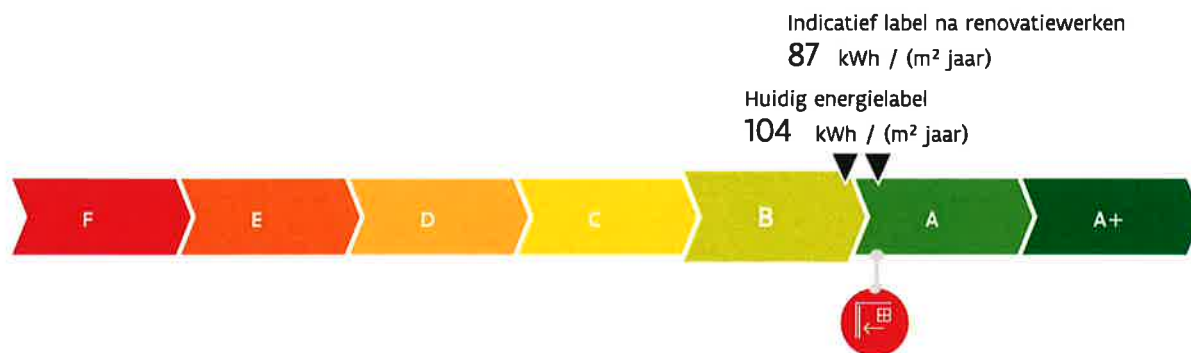 Indicatief label na renovatiewerken
87 kWh / (m² jaar)
Huidig energielabel
104 kWh / (m² jaar)
F E D C B A A+